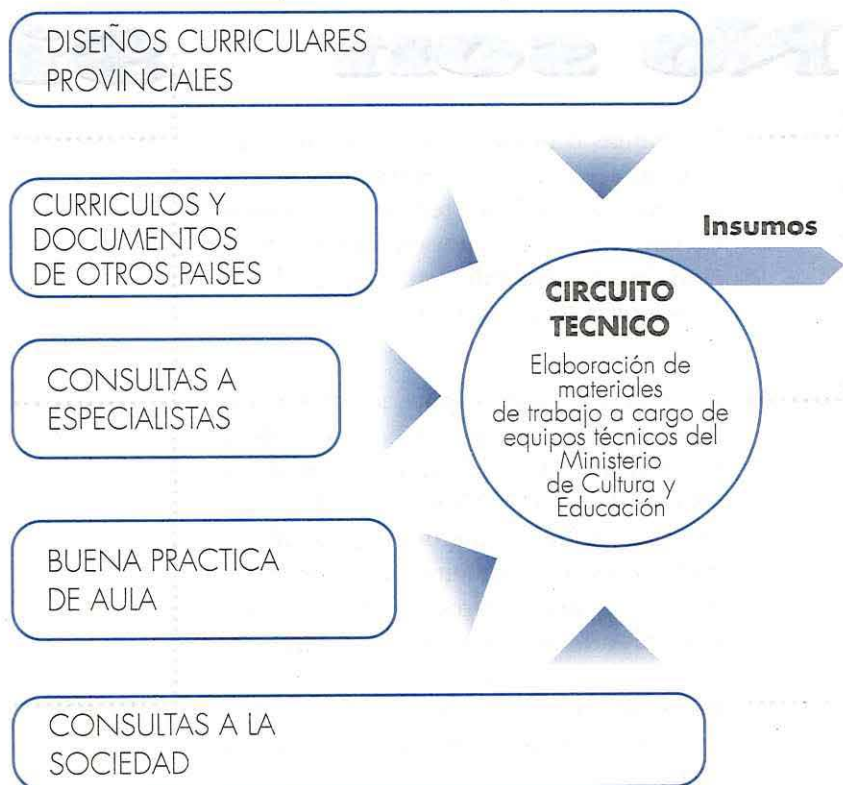 DISEÑOS CURRICULARES
PROVINCIALES
CURRICULOS Y
DOCUMENTOS
DE OTROS PAISES
CONSULTAS A
ESPECIALISTAS
BUENA PRACTICA
DE AULA
CONSULTAS A LA
SOCIEDAD
Insumos
CIRCUITO
TECNICO
Elaboración de
materiales
de trabajo a cargo de
equipos técnicos del
Ministerio
de Cultura y
Educación